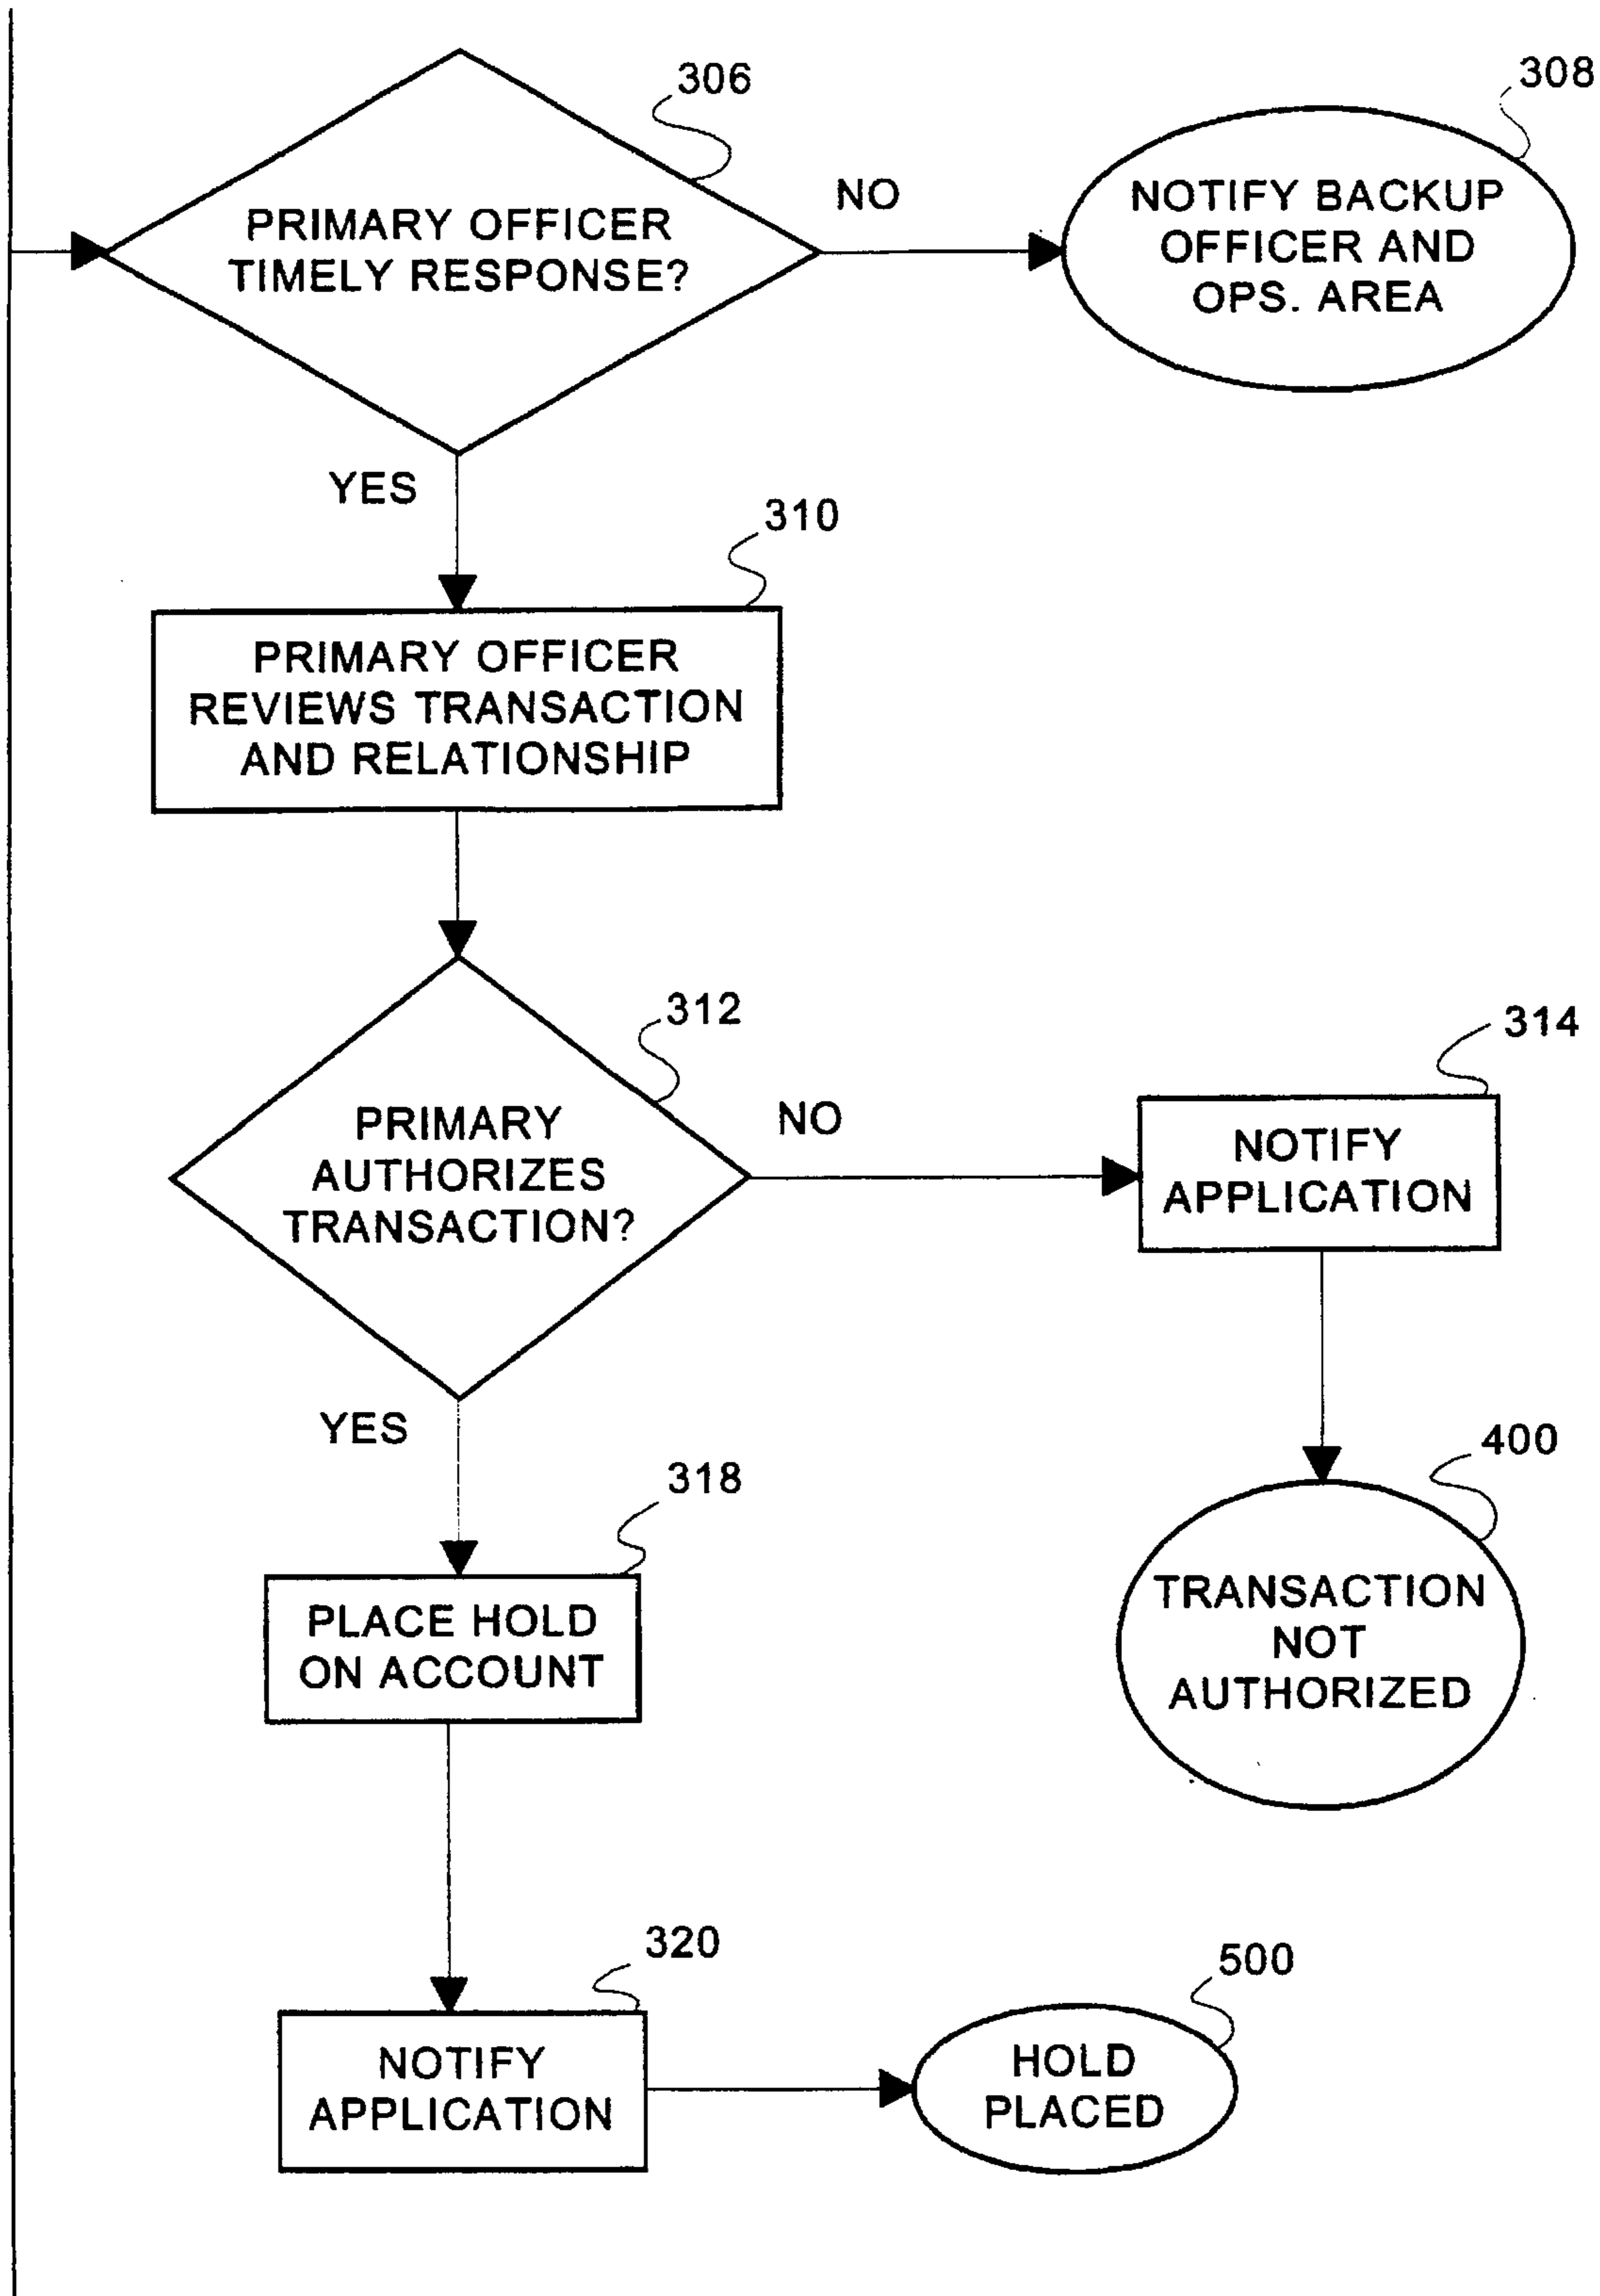 306
308
PRIMARY OFFICER
TIMELY RESPONSE?
NO
NOTIFY BACKUP
OFFICER AND
OPS. AREA
YES
310
PRIMARY OFFICER
REVIEWS TRANSACTION
AND RELATIONSHIP
312
314
PRIMARY
AUTHORIZES
TRANSACTION?
NO
NOTIFY
APPLICATION
YES
400
318
TRANSACTION
NOT
AUTHORIZED
PLACE HOLD
ON ACCOUNT
320
500
NOTIFY
APPLICATION
HOLD
PLACED